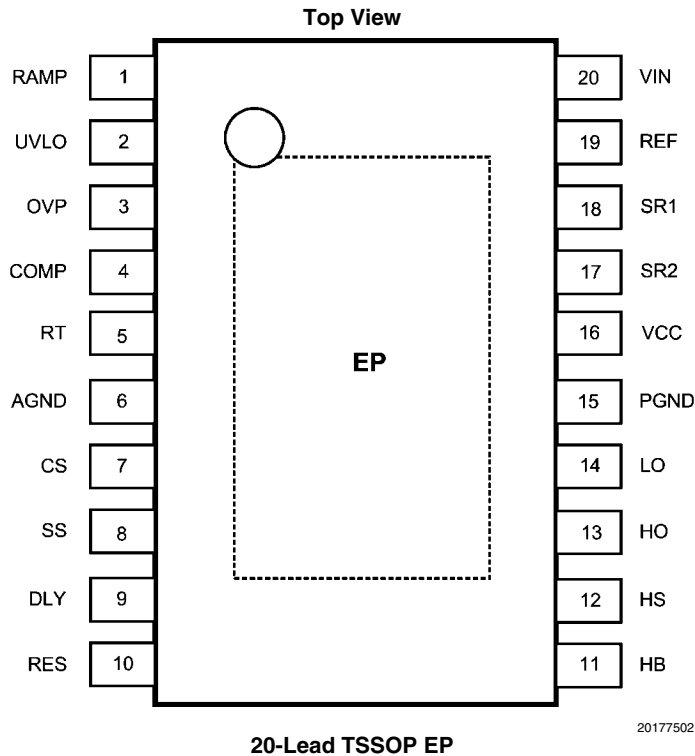 Top View
RAMP 1 20 VIN
UVLO 2 19 REF
OVP 3 18 SR1
COMP 4 17 SR2
RT 5 16 VCC
EP
AGND 6 15 PGND
CS 7 14 LO
SS 8 13 HO
DLY 9 12 HS
RES 10 11 HB
20177502
20-Lead TSSOP EP